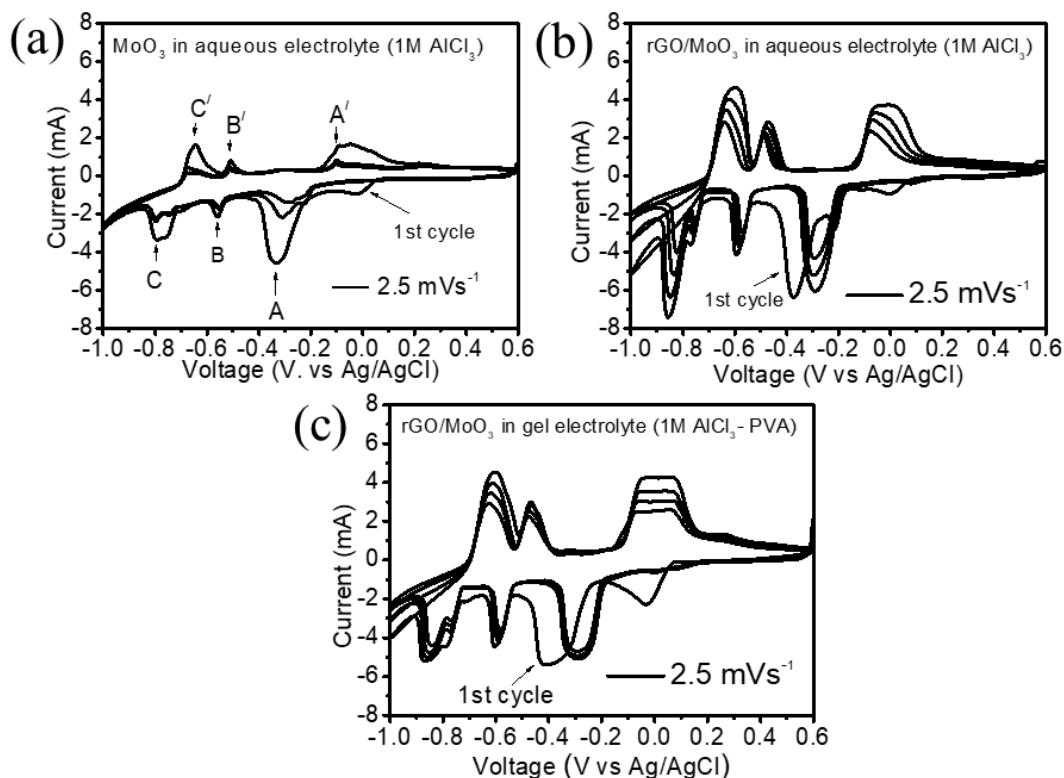 (a)
MoO₃ in aqueous electrolyte (1M AlCl₃)
C′
B′
A′
C
B
A
1st cycle
2.5 mVs⁻¹
8
6
4
2
0
-2
-4
-6
-8
Current (mA)
-1.0 -0.8 -0.6 -0.4 -0.2 0.0 0.2 0.4 0.6
Voltage (V. vs Ag/AgCl)
(b)
rGO/MoO₃ in aqueous electrolyte (1M AlCl₃)
1st cycle
2.5 mVs⁻¹
8
6
4
2
0
-2
-4
-6
-8
Current (mA)
-1.0 -0.8 -0.6 -0.4 -0.2 0.0 0.2 0.4 0.6
Voltage (V vs Ag/AgCl)
(c)
rGO/MoO₃ in gel electrolyte (1M AlCl₃- PVA)
1st cycle
2.5 mVs⁻¹
8
6
4
2
0
-2
-4
-6
-8
Current (mA)
-1.0 -0.8 -0.6 -0.4 -0.2 0.0 0.2 0.4 0.6
Voltage (V vs Ag/AgCl)